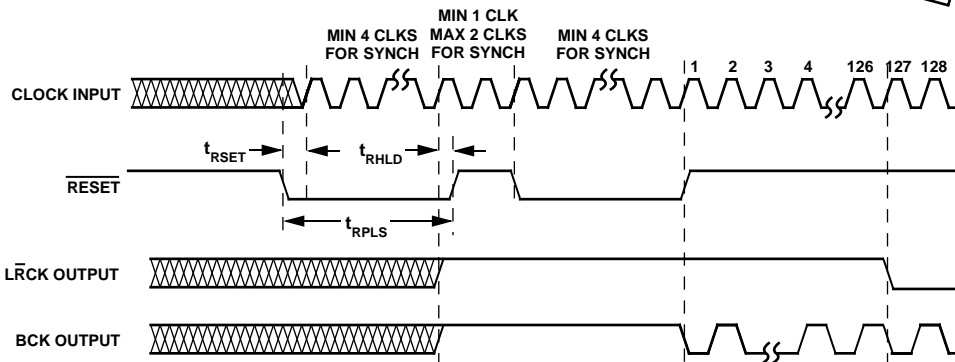 MIN 4 CLKS
FOR SYNCH
MIN 1 CLK
MAX 2 CLKS
FOR SYNCH
MIN 4 CLKS
FOR SYNCH
1 2 3 4 126 127 128
CLOCK INPUT
tRSET
tRHLD
RESET
tRPLS
LRCK OUTPUT
BCK OUTPUT